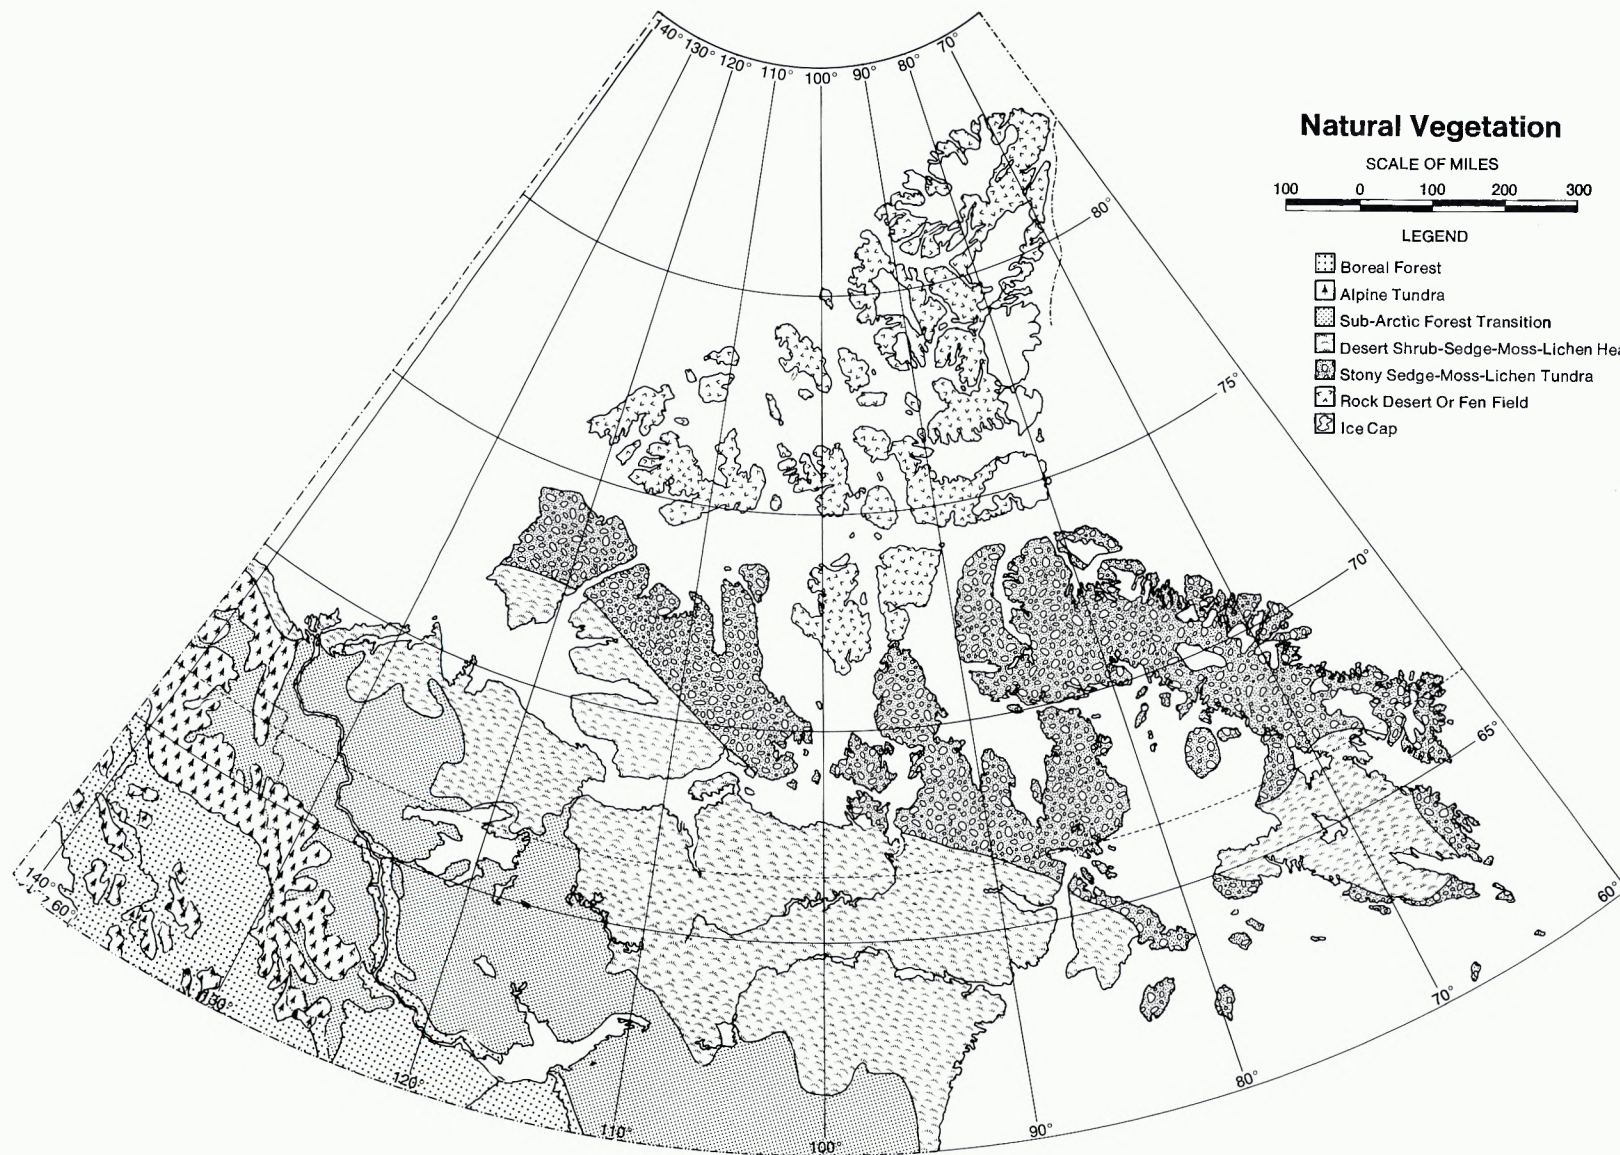 140° 130° 120° 110° 100° 90° 80° 70°
Natural Vegetation
SCALE OF MILES
100 0 100 200 300
LEGEND
Boreal Forest
Alpine Tundra
Sub-Arctic Forest Transition
Desert Shrub-Sedge-Moss-Lichen Hea
Stony Sedge-Moss-Lichen Tundra
Rock Desert Or Fen Field
Ice Cap
80°
75°
70°
65°
60°
140°
60°
130°
120°
110°
100°
90°
80°
70°